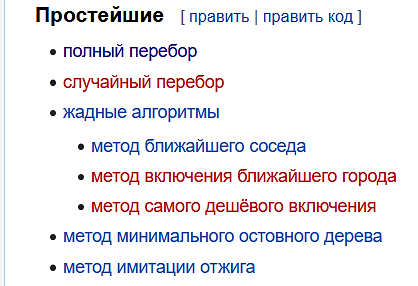 Простейшие [ править | править код ]
полный перебор
случайный перебор
жадные алгоритмы
метод ближайшего соседа
метод включения ближайшего города
метод самого дешёвого включения
метод минимального остовного дерева
метод имитации отжига